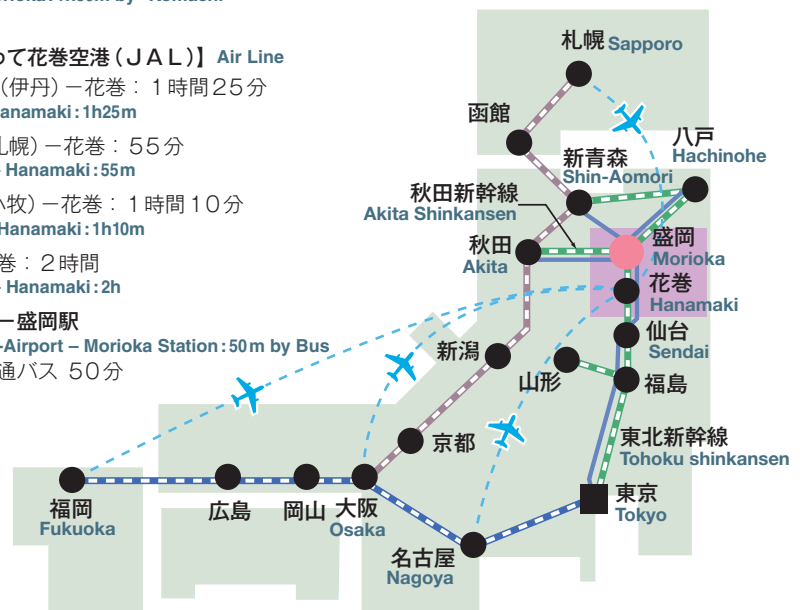 って花巻空港（ＪＡＬ）】Air Line
（伊丹）－花巻：１時間25分
Hanamaki : 1h25m
札幌）－花巻：55分
Hanamaki : 55m
小牧）－花巻：１時間10分
Hanamaki : 1h10m
巻：２時間
Hanamaki : 2h
－盛岡駅
-Airport – Morioka Station : 50m by Bus
通バス 50分
札幌 Sapporo
函館
八戸
Hachinohe
新青森
Shin-Aomori
秋田新幹線
Akita Shinkansen
秋田
Akita
盛岡
Morioka
花巻
Hanamaki
仙台
Sendai
新潟
山形
福島
京都
東北新幹線
Tohoku shinkansen
福岡
Fukuoka
広島
岡山
大阪
Osaka
東京
Tokyo
名古屋
Nagoya